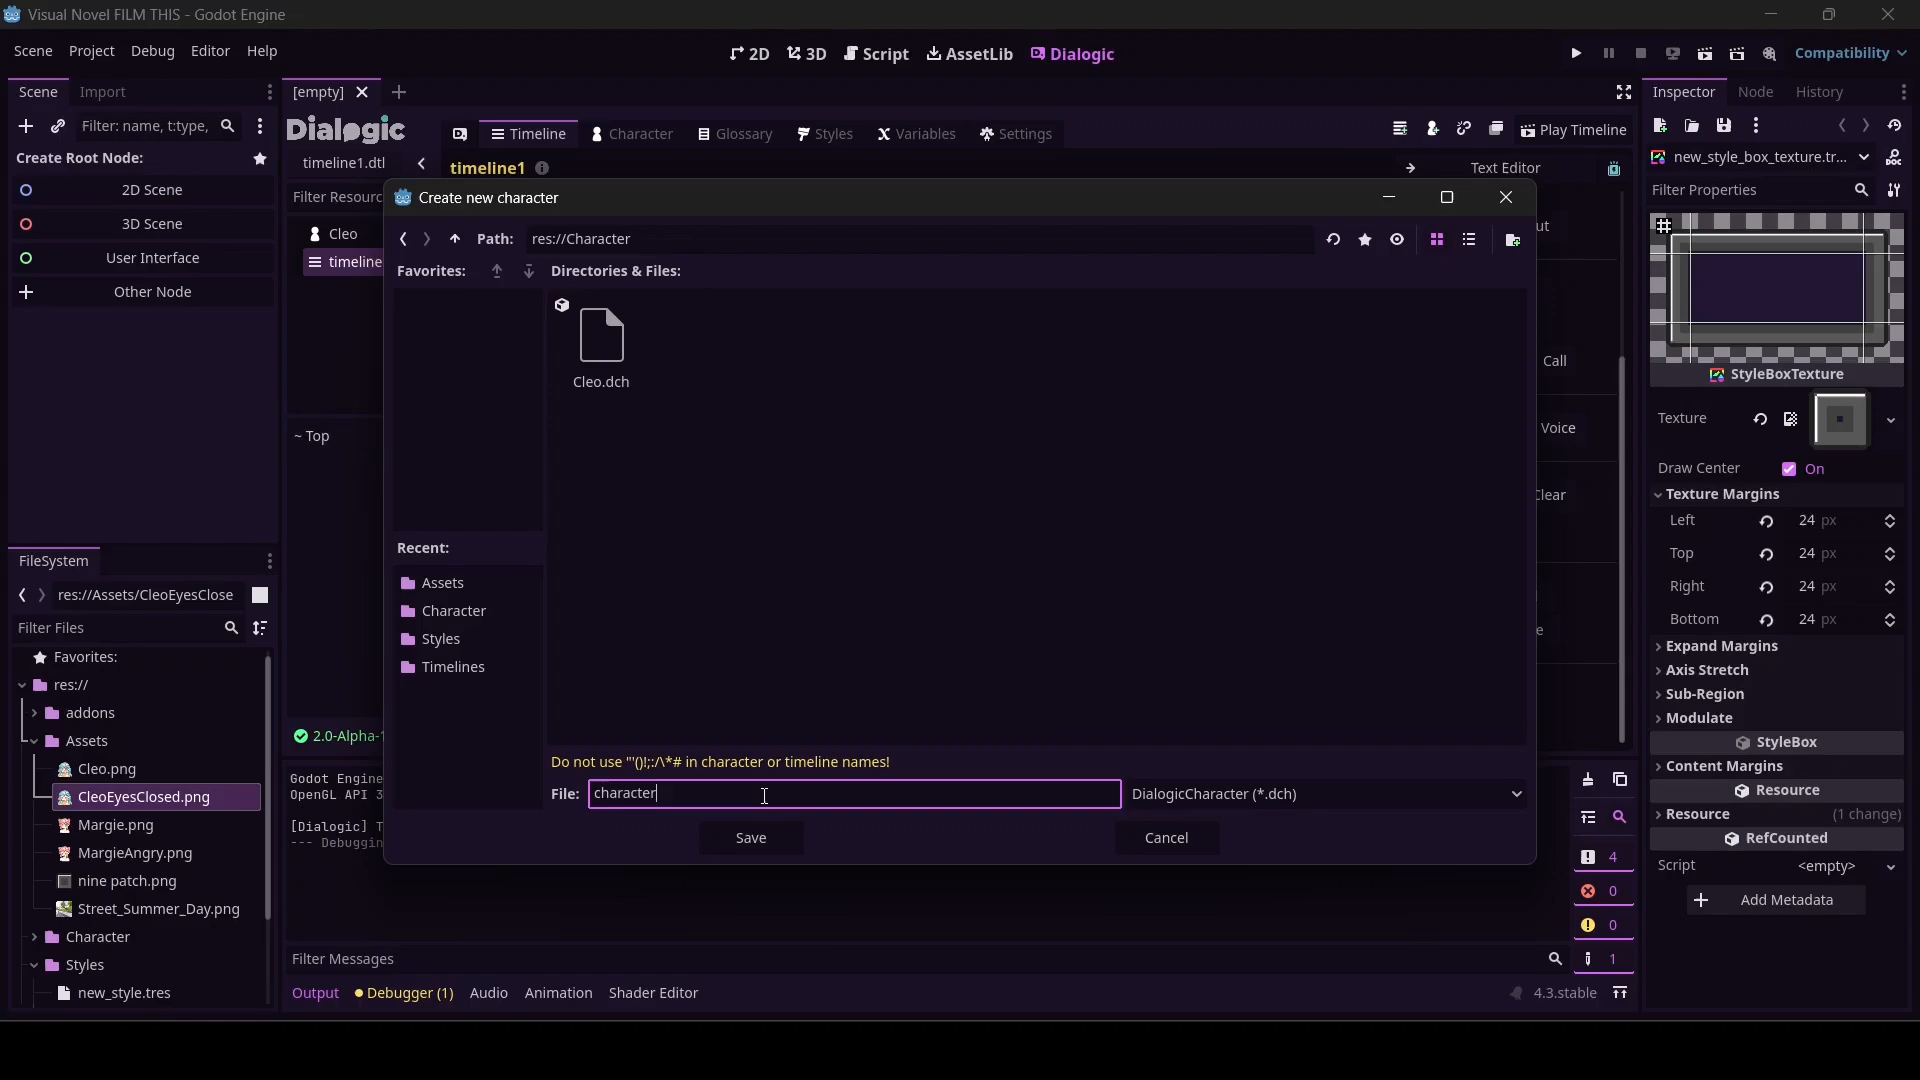 Visual Novel FILM THIS - Godot Engine
Scene Project Debug Editor Help
2D 3D Script AssetLib Dialogic
Compatibility
Scene Import
[empty]
Inspector Node History
Filter: name, t:type,
Dialogic
Timeline Character Glossary Styles Variables Settings
Play Timeline
Create Root Node:
timeline1.dtl
timeline1
Text Editor
new_style_box_texture.tr...
2D Scene
Filter Resourc
Create new character
Filter Properties
3D Scene
Cleo
Path: res://Character
ut
User Interface
timeline
Favorites: Directories & Files:
Other Node
Cleo.dch
Call
StyleBoxTexture
Texture
~ Top
Voice
Draw Center On
Clear
Texture Margins
Left 24 px
Recent:
Top 24 px
FileSystem
Assets
Right 24 px
res://Assets/CleoEyesClose
Character
Bottom 24 px
Filter Files
Styles
e
Expand Margins
Favorites:
Timelines
Axis Stretch
res://
Sub-Region
addons
Modulate
Assets
2.0-Alpha-1
StyleBox
Cleo.png
Do not use "'()!;:/\*# in character or timeline names!
Content Margins
CleoEyesClosed.png
Godot Engine
OpenGL API 3
File: character
DialogicCharacter (*.dch)
Resource
Margie.png
[Dialogic] T
Resource (1 change)
--- Debuggin
Save Cancel
RefCounted
MargieAngry.png
4
Script <empty>
nine patch.png
0
Add Metadata
Street_Summer_Day.png
0
Character
Filter Messages
1
Styles
new_style.tres
Output Debugger (1) Audio Animation Shader Editor
4.3.stable